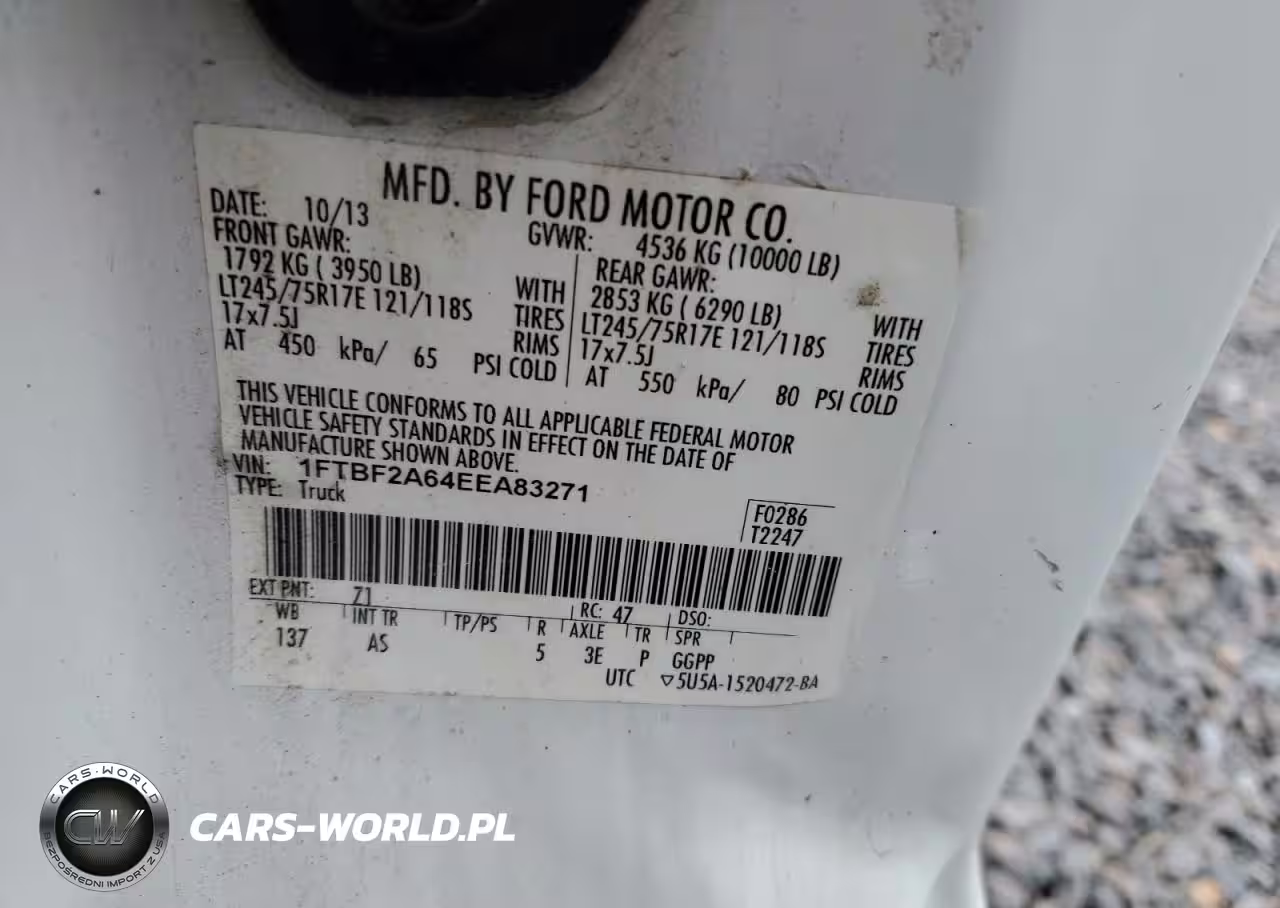 MFD. BY FORD MOTOR CO.
DATE: 10/13 GVWR: 4536 KG (10000 LB)
FRONT GAWR: REAR GAWR:
1792 KG ( 3950 LB) WITH 2853 KG ( 6290 LB) WITH
LT245/75R17E 121/118S TIRES LT245/75R17E 121/118S TIRES
17x7.5J RIMS 17x7.5J RIMS
AT 450 kPa/ 65 PSI COLD AT 550 kPa/ 80 PSI COLD
THIS VEHICLE CONFORMS TO ALL APPLICABLE FEDERAL MOTOR
VEHICLE SAFETY STANDARDS IN EFFECT ON THE DATE OF
MANUFACTURE SHOWN ABOVE.
VIN: 1FTBF2A64EEA83271
TYPE: Truck
F0286
T2247
EXT PNT: Z1 RC: 47 DSO:
WB INT TR TP/PS R AXLE TR SPR
137 AS 5 3E P GGPP
UTC ▽5U5A-1520472-BA
CARS-WORLD
CW
BEZPOŚREDNI IMPORT Z USA
CARS-WORLD.PL